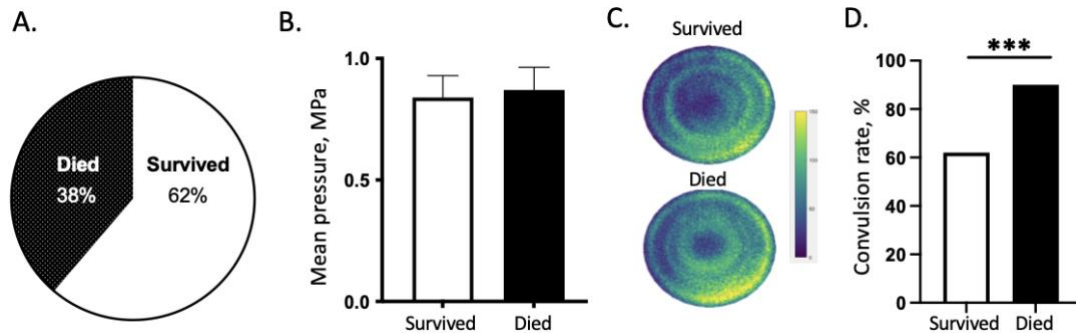 A.
Died
38%
Survived
62%
B.
Mean pressure, MPa
1.0
0.5
0.0
Survived
Died
C.
Survived
Died
D.
***
Convulsion rate, %
100
80
60
40
20
0
Survived
Died